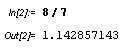 In[2]:= 8 / 7
Out[2]= 1.142857143